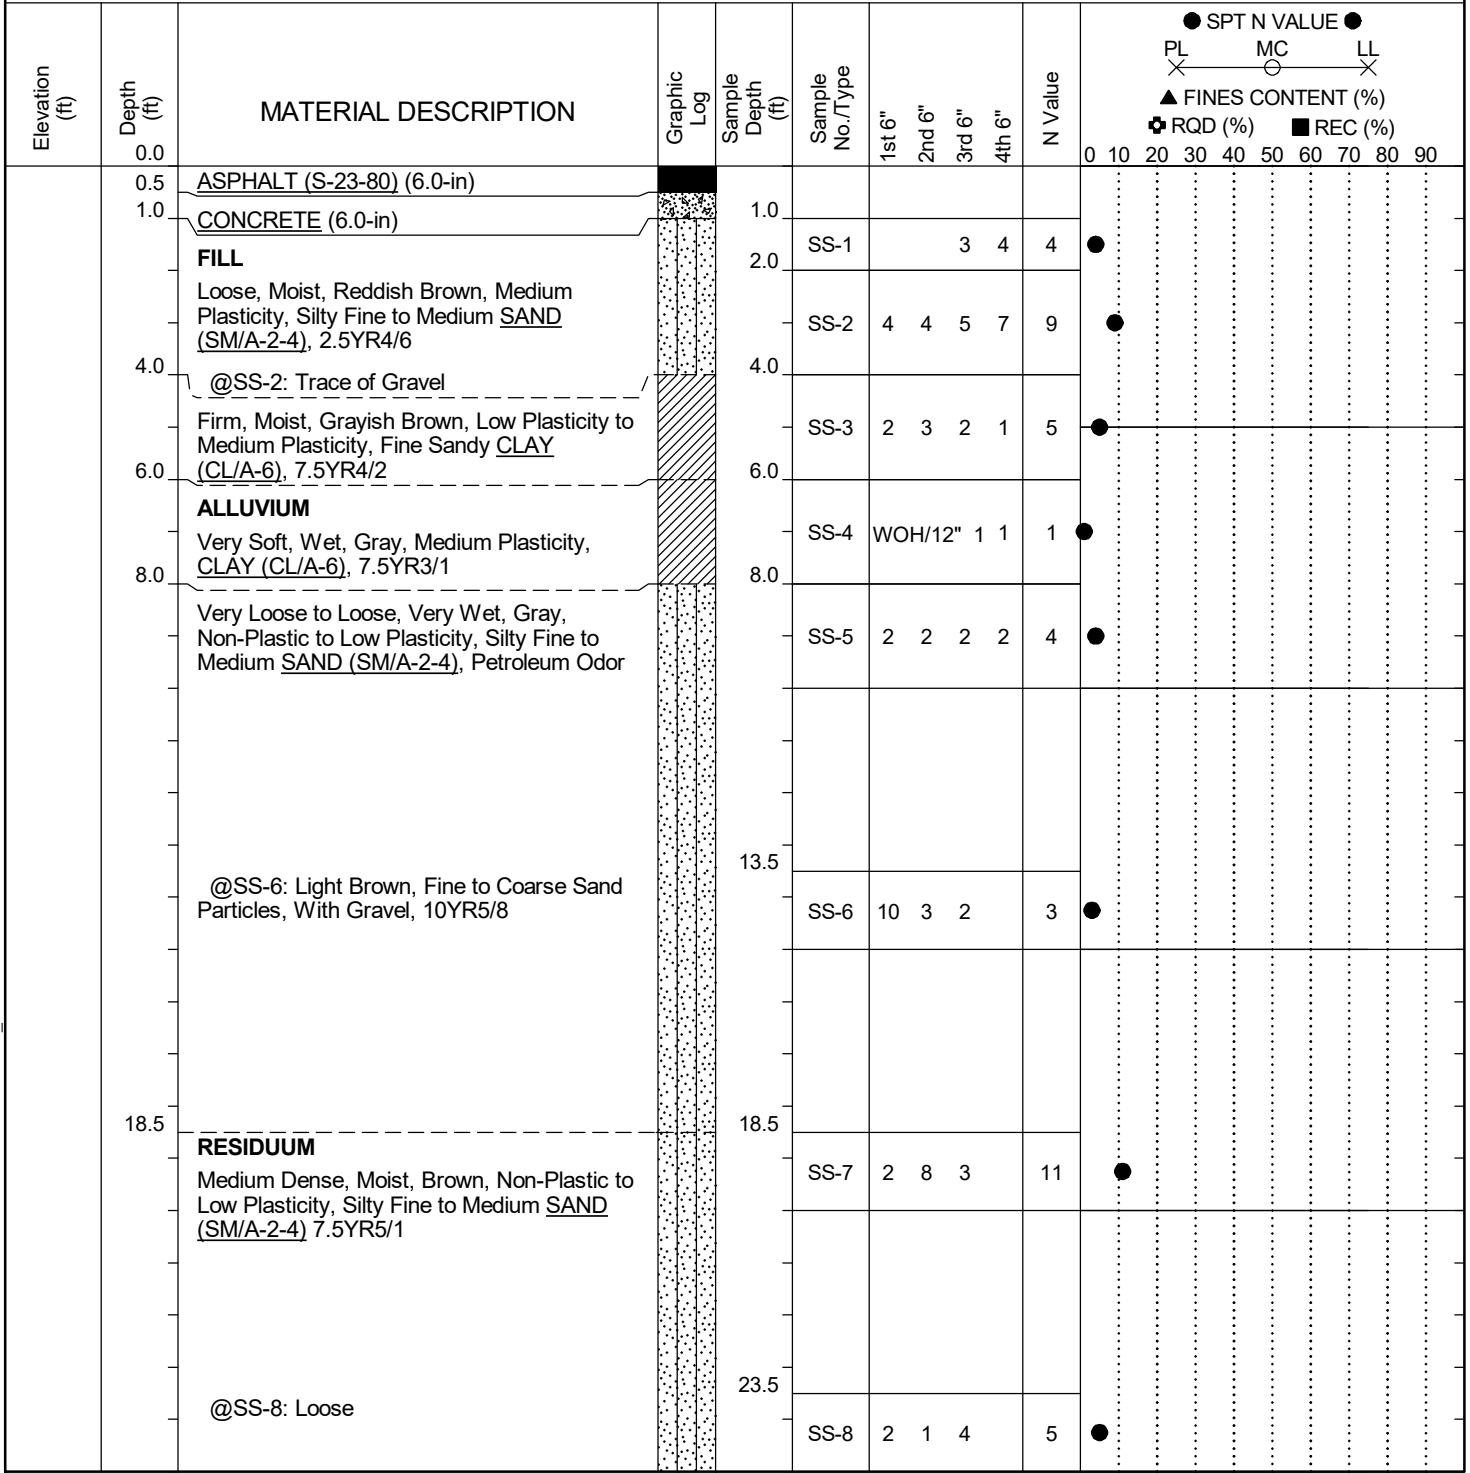 Elevation (ft)
Depth (ft)
0.0
MATERIAL DESCRIPTION
Graphic Log
Sample Depth (ft)
Sample No./Type
1st 6"
2nd 6"
3rd 6"
4th 6"
N Value
● SPT N VALUE ●
PL MC LL
▲ FINES CONTENT (%)
RQD (%) ■ REC (%)
0 10 20 30 40 50 60 70 80 90
0.5 ASPHALT (S-23-80) (6.0-in)
1.0 CONCRETE (6.0-in) 1.0
SS-1 3 4 4
FILL 2.0
Loose, Moist, Reddish Brown, Medium
Plasticity, Silty Fine to Medium SAND
SS-2 4 4 5 7 9
(SM/A-2-4), 2.5YR4/6
4.0 4.0
@SS-2: Trace of Gravel
Firm, Moist, Grayish Brown, Low Plasticity to
SS-3 2 3 2 1 5
Medium Plasticity, Fine Sandy CLAY
(CL/A-6), 7.5YR4/2
6.0 6.0
ALLUVIUM
SS-4 WOH/12" 1 1 1
Very Soft, Wet, Gray, Medium Plasticity,
CLAY (CL/A-6), 7.5YR3/1
8.0 8.0
Very Loose to Loose, Very Wet, Gray,
Non-Plastic to Low Plasticity, Silty Fine to
SS-5 2 2 2 2 4
Medium SAND (SM/A-2-4), Petroleum Odor
13.5
@SS-6: Light Brown, Fine to Coarse Sand
Particles, With Gravel, 10YR5/8
SS-6 10 3 2 3
18.5 18.5
RESIDUUM
SS-7 2 8 3 11
Medium Dense, Moist, Brown, Non-Plastic to
Low Plasticity, Silty Fine to Medium SAND
(SM/A-2-4) 7.5YR5/1
23.5
@SS-8: Loose
SS-8 2 1 4 5